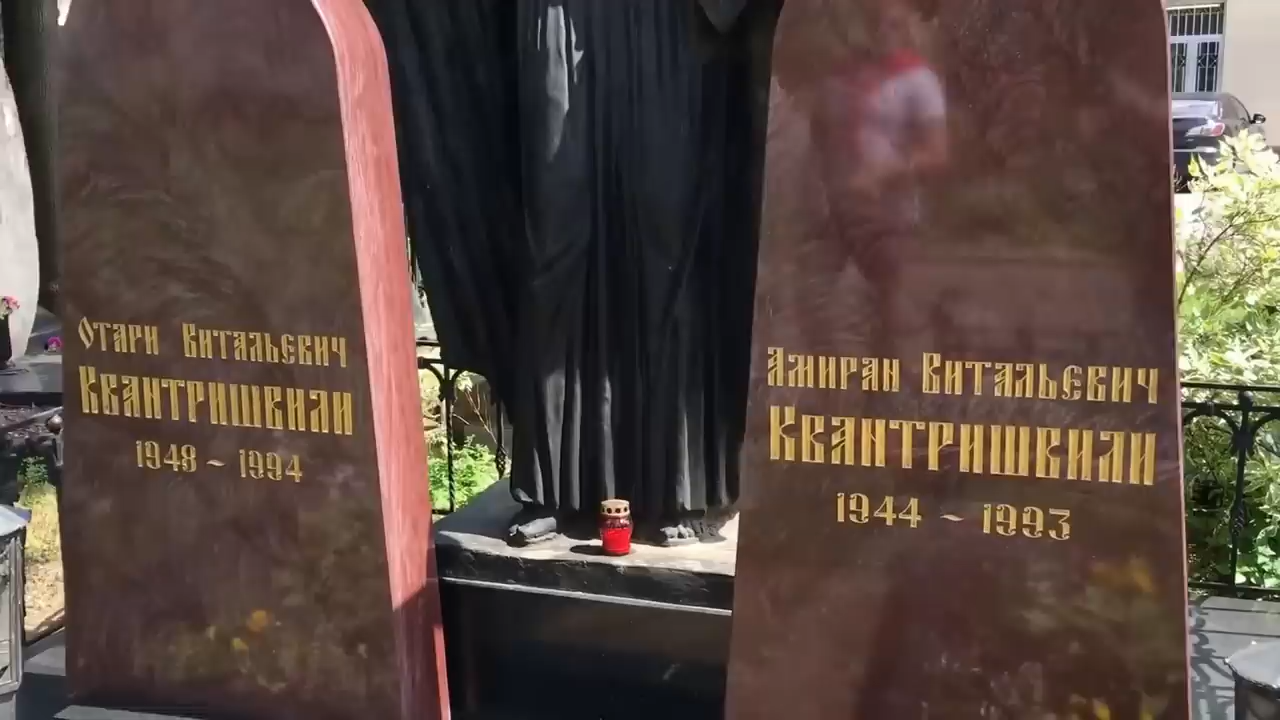 Отари Витальевич
Квантришвили
1948 ~ 1994
Амиран Витальевич
Квантришвили
1944 ~ 1993